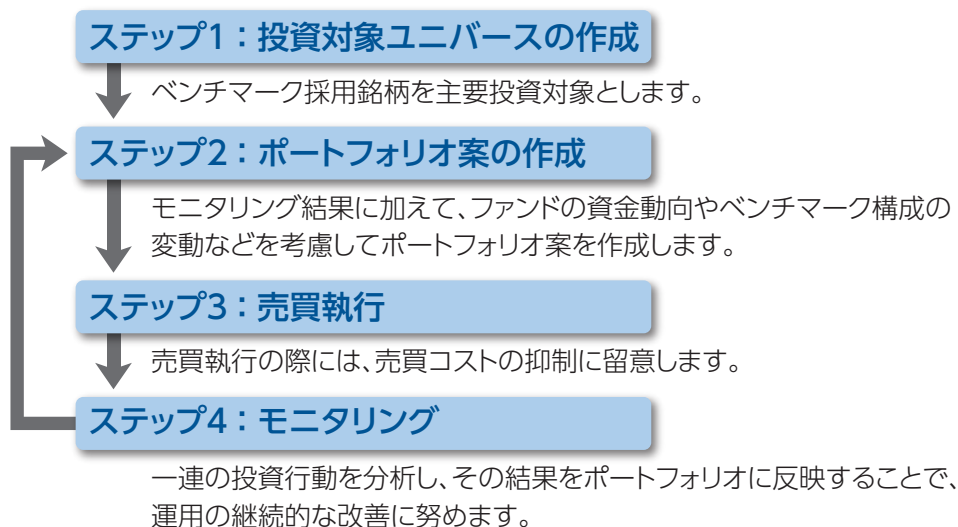 ステップ1：投資対象ユニバースの作成
ベンチマーク採用銘柄を主要投資対象とします。
ステップ2：ポートフォリオ案の作成
モニタリング結果に加えて、ファンドの資金動向やベンチマーク構成の
変動などを考慮してポートフォリオ案を作成します。
ステップ3：売買執行
売買執行の際には、売買コストの抑制に留意します。
ステップ4：モニタリング
一連の投資行動を分析し、その結果をポートフォリオに反映することで、
運用の継続的な改善に努めます。